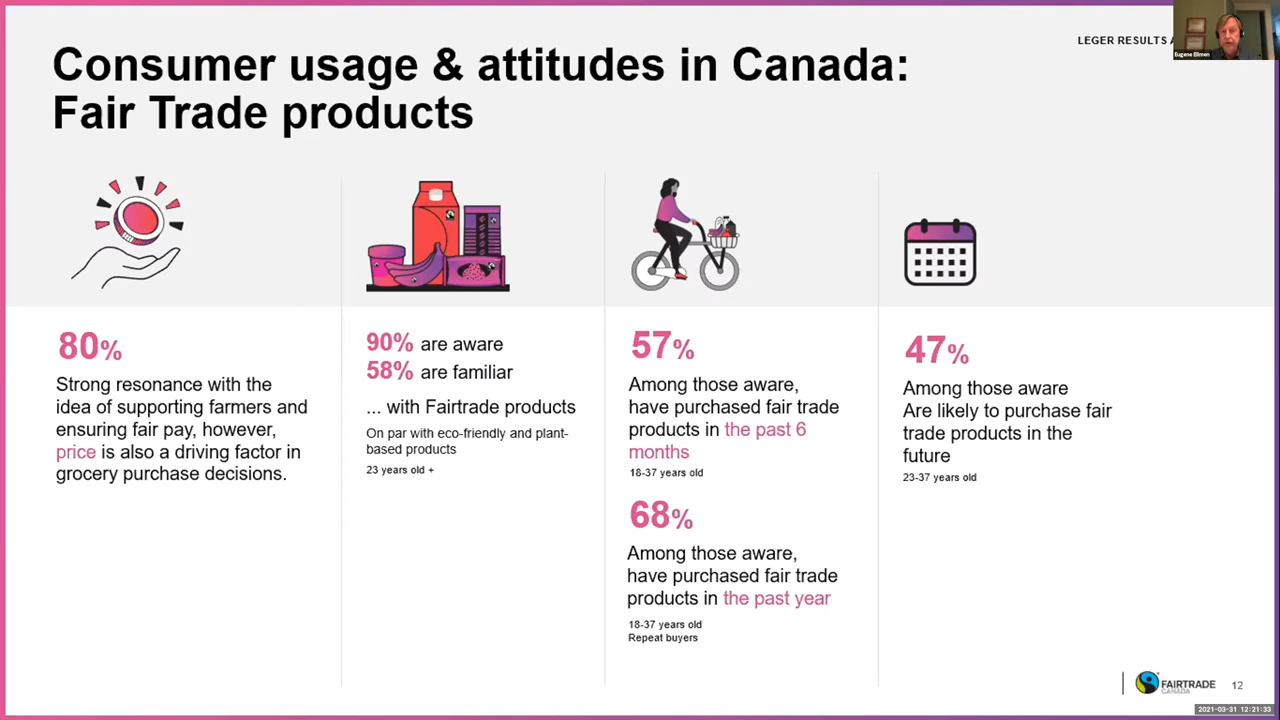 LEGER RESULTS
Eugene Ellmen
Consumer usage & attitudes in Canada:
Fair Trade products
80%
Strong resonance with the
idea of supporting farmers and
ensuring fair pay, however,
price is also a driving factor in
grocery purchase decisions.
90% are aware
58% are familiar
... with Fairtrade products
On par with eco-friendly and plant-
based products
23 years old +
57%
Among those aware,
have purchased fair trade
products in the past 6
months
18-37 years old
68%
Among those aware,
have purchased fair trade
products in the past year
18-37 years old
Repeat buyers
47%
Among those aware
Are likely to purchase fair
trade products in the
future
23-37 years old
FAIRTRADE
CANADA
12
2021-03-31 12:21:33